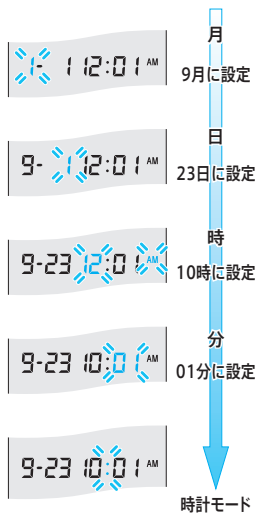 月
1- 1 12:01 AM
9月に設定
日
9- 1 12:01 AM
23日に設定
時
9-23 12:01 AM
10時に設定
分
9-23 10:01 AM
01分に設定
9-23 10:01 AM
時計モード